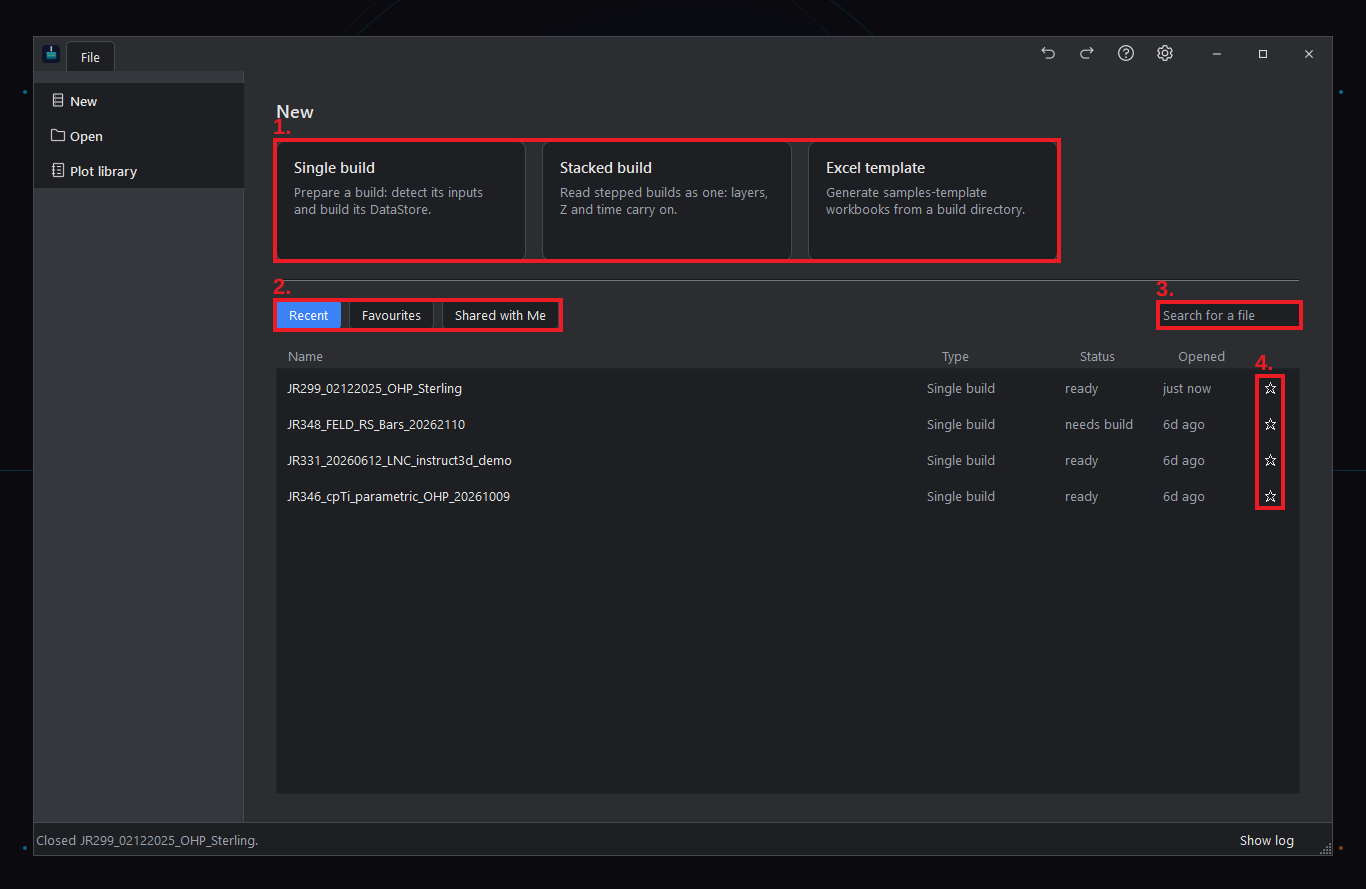 File
New
Open
Plot library
New
1.
Single build
Prepare a build: detect its inputs
and build its DataStore.
Stacked build
Read stepped builds as one: layers,
Z and time carry on.
Excel template
Generate samples-template
workbooks from a build directory.
2.
Recent Favourites Shared with Me
3.
Search for a file
Name Type Status Opened
4.
JR299_02122025_OHP_Sterling Single build ready just now
JR348_FELD_RS_Bars_20262110 Single build needs build 6d ago
JR331_20260612_LNC_instruct3d_demo Single build ready 6d ago
JR346_cpTi_parametric_OHP_20261009 Single build ready 6d ago
Closed JR299_02122025_OHP_Sterling. Show log